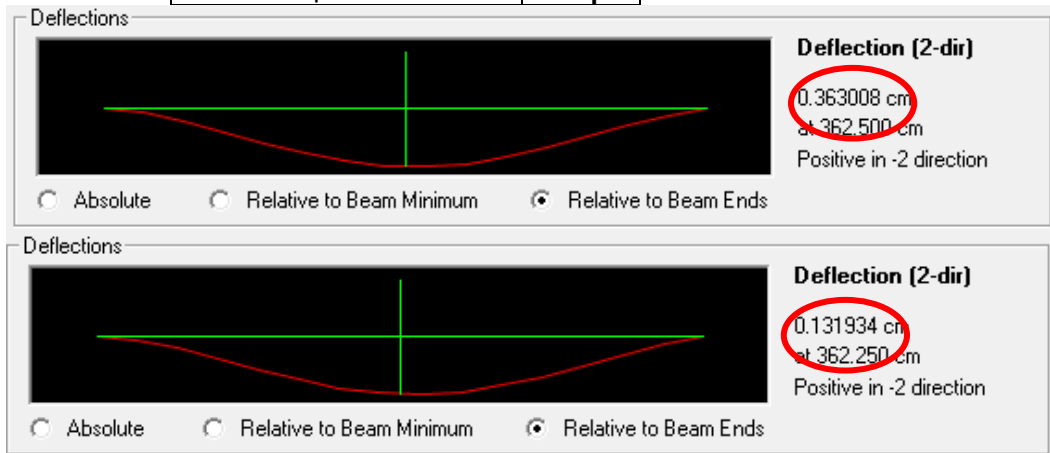 Deflections
Deflection (2-dir)
0.363008 cm
at 362.500 cm
Positive in -2 direction
Absolute Relative to Beam Minimum Relative to Beam Ends
Deflections
Deflection (2-dir)
0.131934 cm
at 362.250 cm
Positive in -2 direction
Absolute Relative to Beam Minimum Relative to Beam Ends